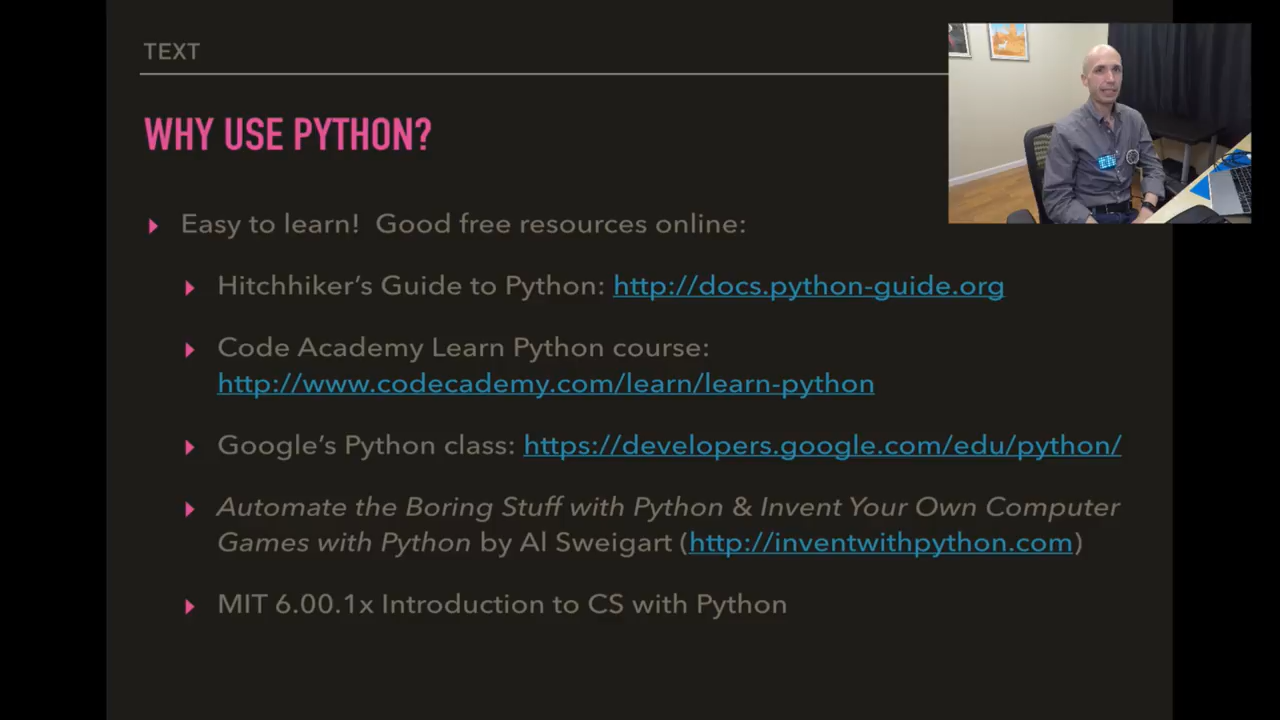 TEXT
WHY USE PYTHON?
Easy to learn!  Good free resources online:
Hitchhiker's Guide to Python: http://docs.python-guide.org
Code Academy Learn Python course:
http://www.codecademy.com/learn/learn-python
Google's Python class: https://developers.google.com/edu/python/
Automate the Boring Stuff with Python & Invent Your Own Computer
Games with Python by Al Sweigart (http://inventwithpython.com)
MIT 6.00.1x Introduction to CS with Python